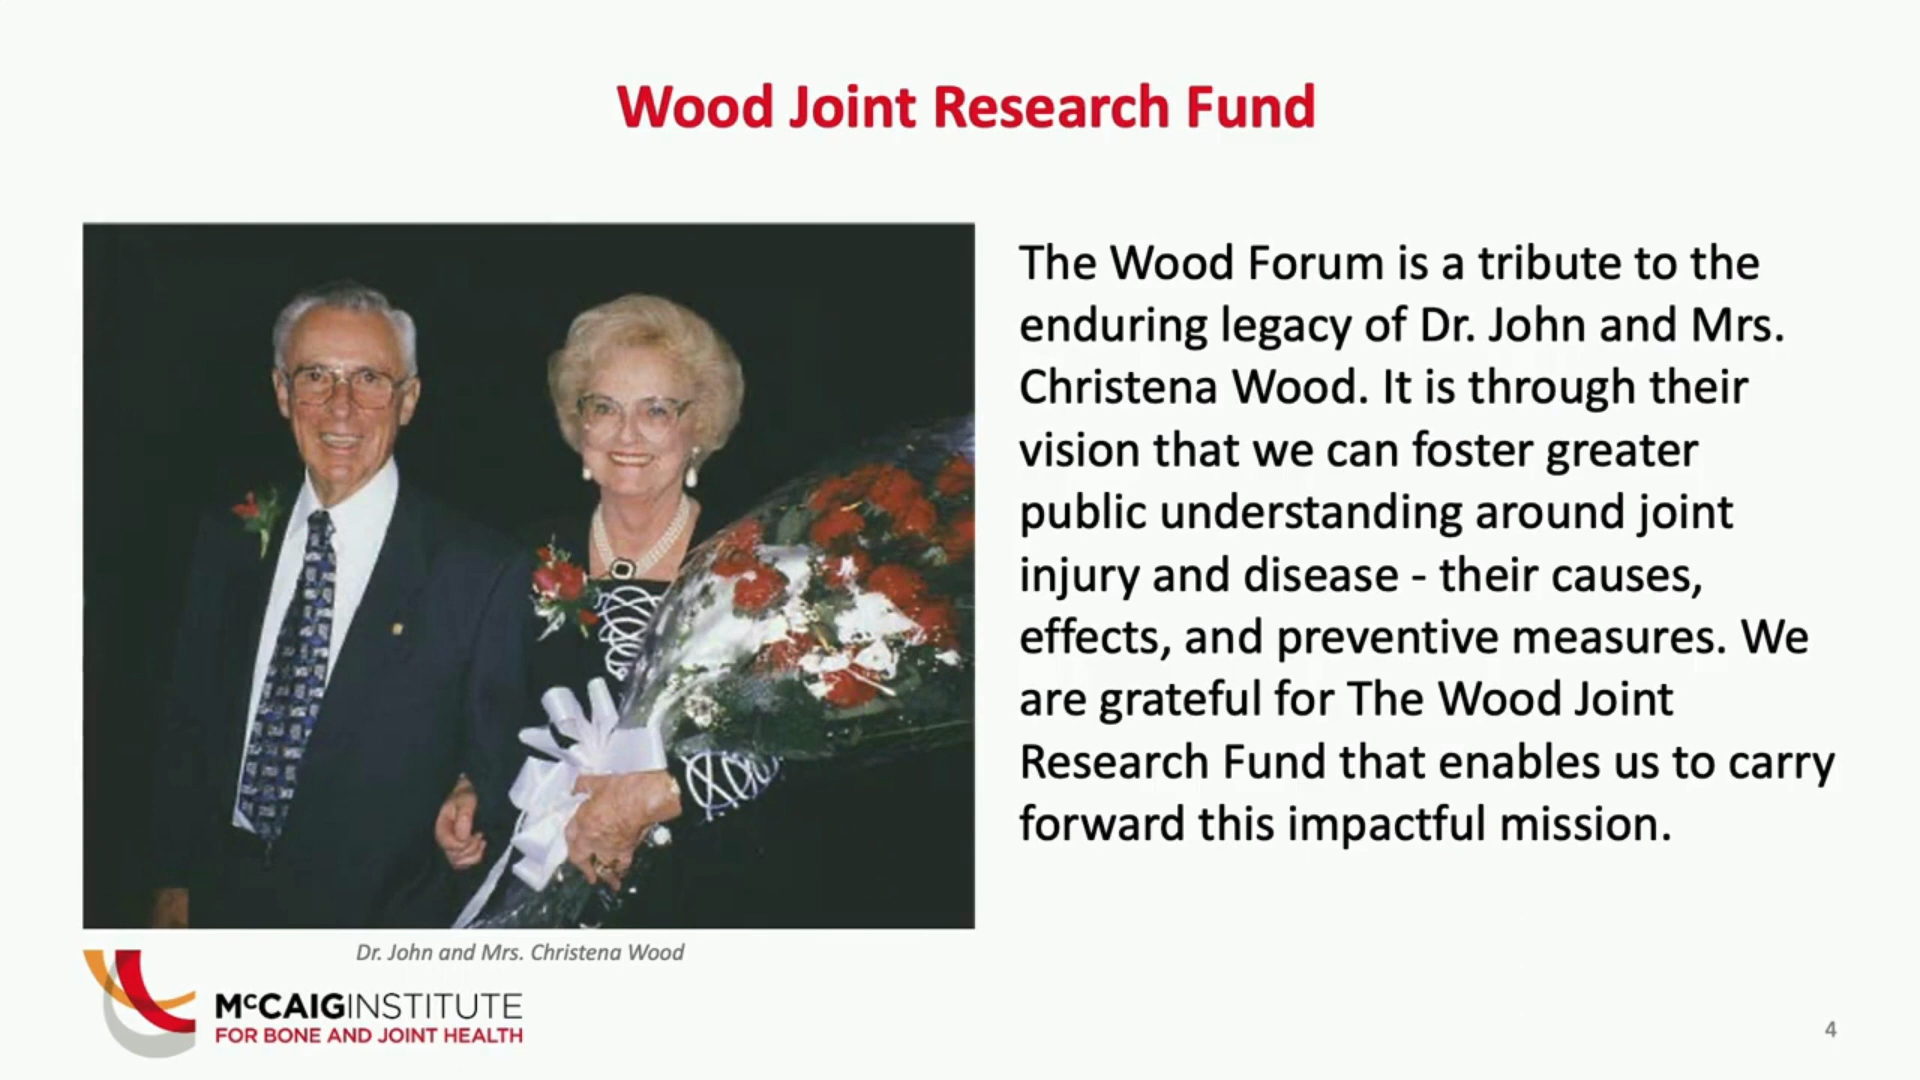 Wood Joint Research Fund
The Wood Forum is a tribute to the
enduring legacy of Dr. John and Mrs.
Christena Wood. It is through their
vision that we can foster greater
public understanding around joint
injury and disease - their causes,
effects, and preventive measures. We
are grateful for The Wood Joint
Research Fund that enables us to carry
forward this impactful mission.
Dr. John and Mrs. Christena Wood
McCAIGINSTITUTE
FOR BONE AND JOINT HEALTH
4